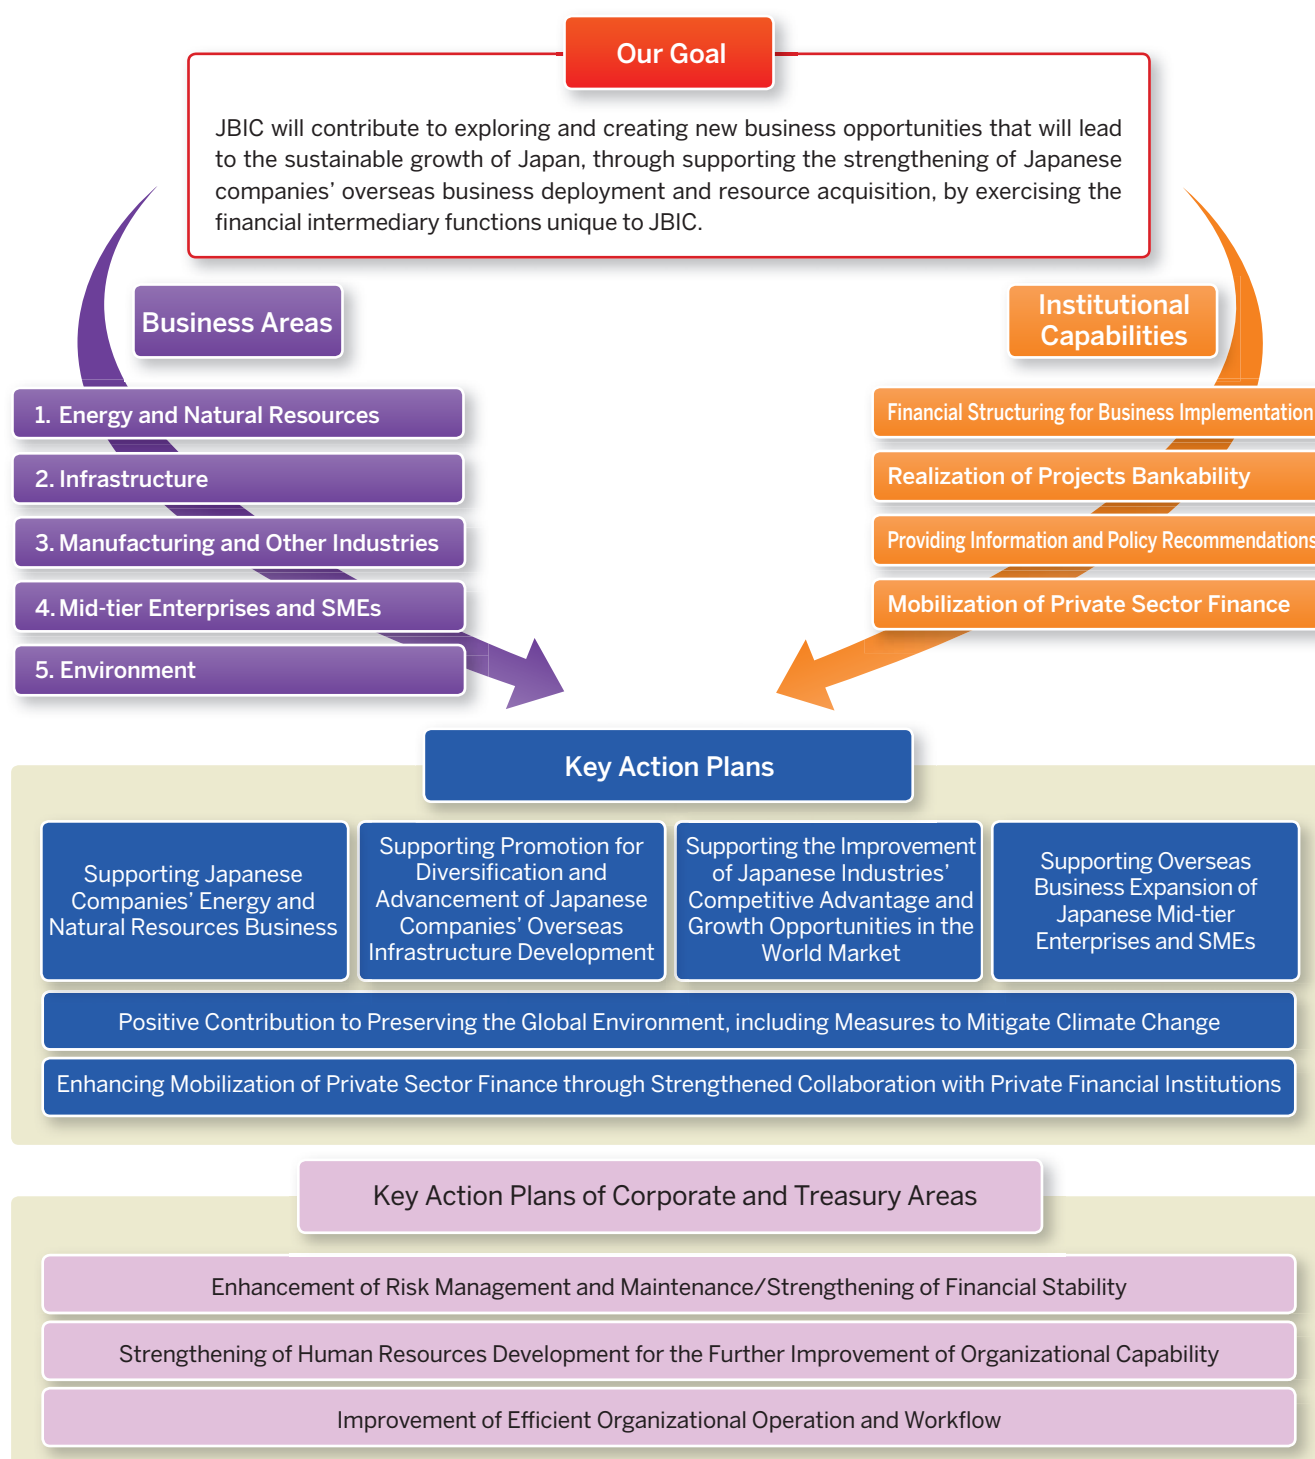 Our Goal
JBIC will contribute to exploring and creating new business opportunities that will lead
to the sustainable growth of Japan, through supporting the strengthening of Japanese
companies’ overseas business deployment and resource acquisition, by exercising the
financial intermediary functions unique to JBIC.
Business Areas
1. Energy and Natural Resources
2. Infrastructure
3. Manufacturing and Other Industries
4. Mid-tier Enterprises and SMEs
5. Environment
Institutional
Capabilities
Financial Structuring for Business Implementation
Realization of Projects Bankability
Providing Information and Policy Recommendations
Mobilization of Private Sector Finance
Key Action Plans
Supporting Japanese
Companies’ Energy and
Natural Resources Business
Supporting Promotion for
Diversification and
Advancement of Japanese
Companies’ Overseas
Infrastructure Development
Supporting the Improvement
of Japanese Industries’
Competitive Advantage and
Growth Opportunities in the
World Market
Supporting Overseas
Business Expansion of
Japanese Mid-tier
Enterprises and SMEs
Positive Contribution to Preserving the Global Environment, including Measures to Mitigate Climate Change
Enhancing Mobilization of Private Sector Finance through Strengthened Collaboration with Private Financial Institutions
Key Action Plans of Corporate and Treasury Areas
Enhancement of Risk Management and Maintenance/Strengthening of Financial Stability
Strengthening of Human Resources Development for the Further Improvement of Organizational Capability
Improvement of Efficient Organizational Operation and Workflow